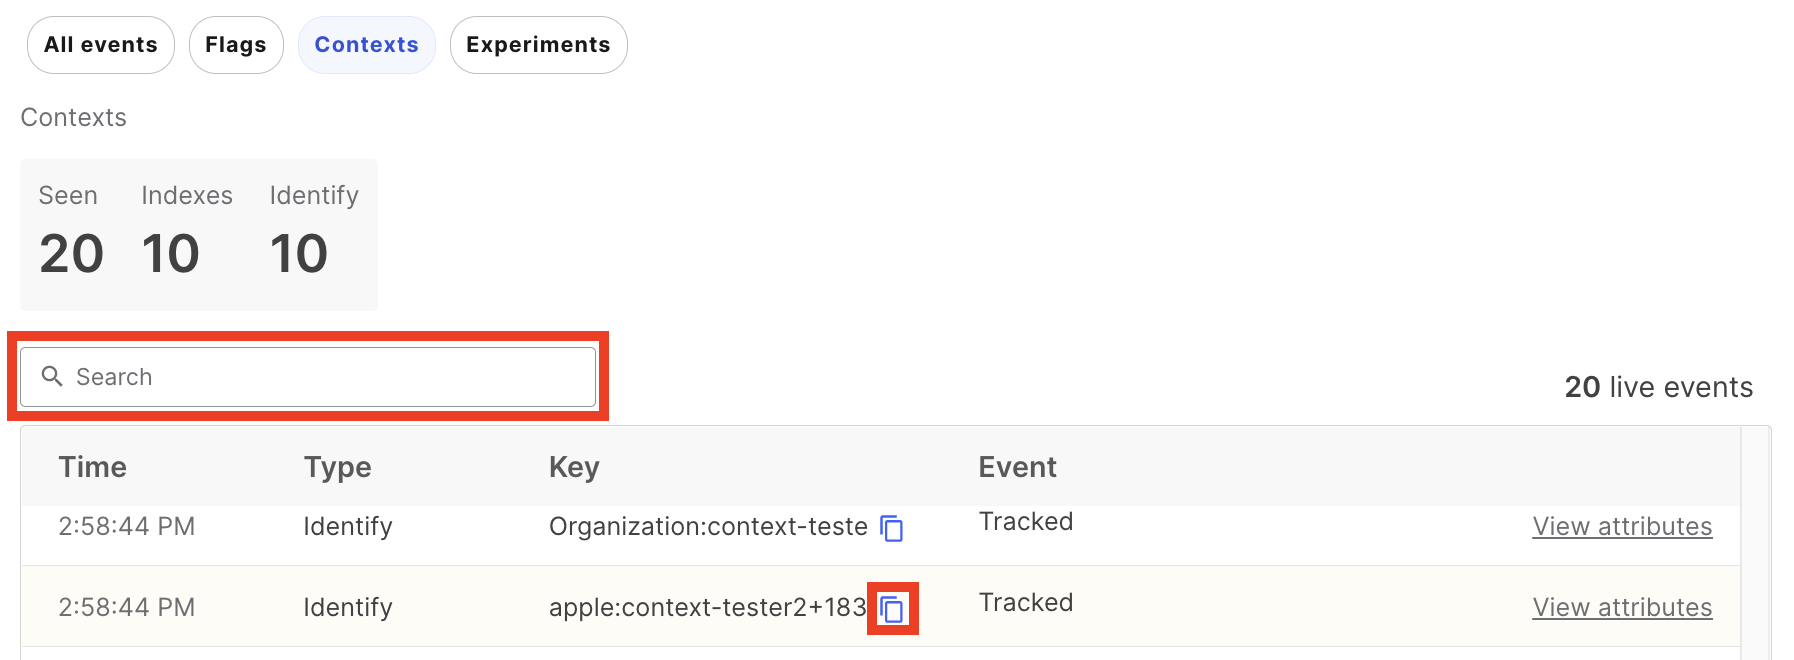 All events Flags Contexts Experiments
Contexts
Seen Indexes Identify
20 10 10
Search
20 live events
Time Type Key Event
2:58:44 PM Identify Organization:context-teste Tracked View attributes
2:58:44 PM Identify apple:context-tester2+183 Tracked View attributes